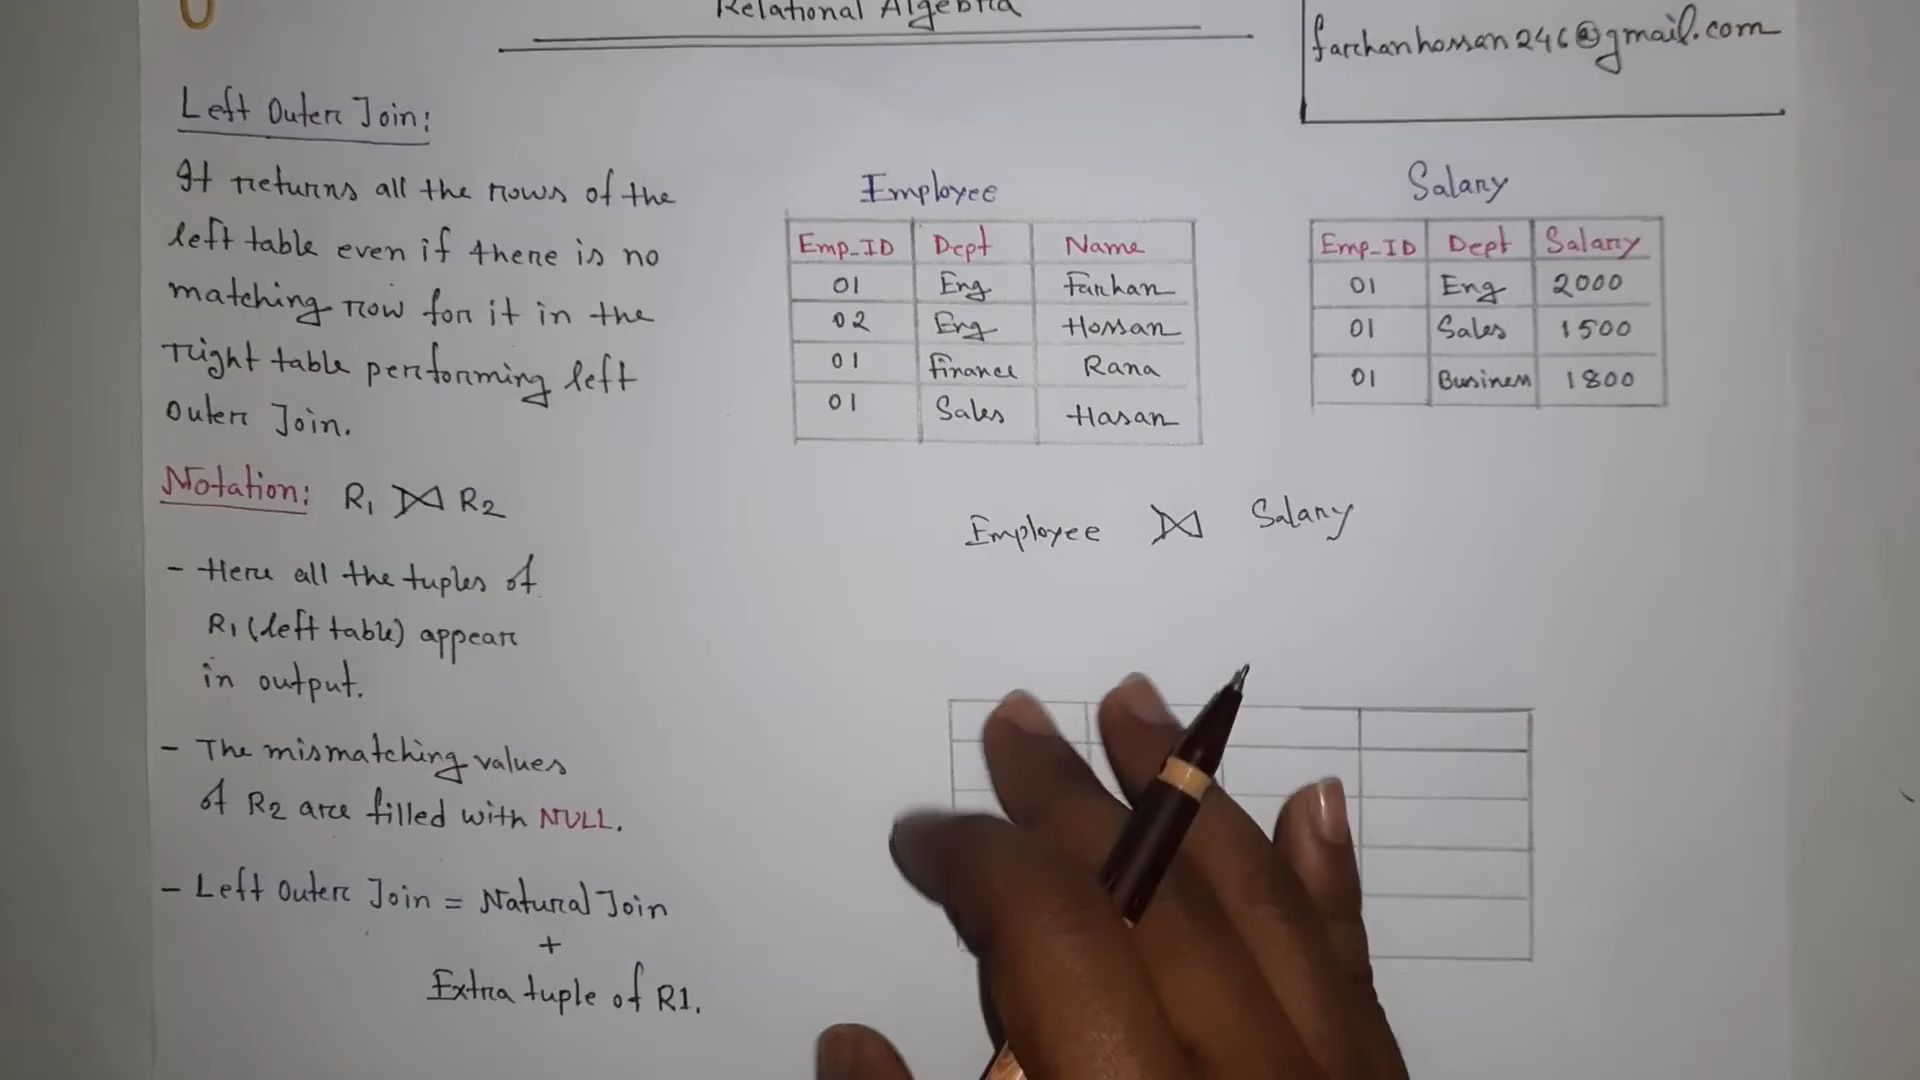 Relational Algebra
farhanhossan246@gmail.com
Left Outer Join:
It returns all the rows of the
left table even if there is no
matching row for it in the
right table performing left
outer Join.
Notation: R1 ⟕ R2
- Here all the tuples of
R1 (left table) appear
in output.
- The mismatching values
of R2 are filled with NULL.
- Left Outer Join = Natural Join
+
Extra tuple of R1.
Employee
Emp_ID Dept Name
01 Eng Farhan
02 Eng Hossan
01 Finance Rana
01 Sales Hasan
Salary
Emp_ID Dept Salary
01 Eng 2000
01 Sales 1500
01 Business 1800
Employee ⟕ Salary